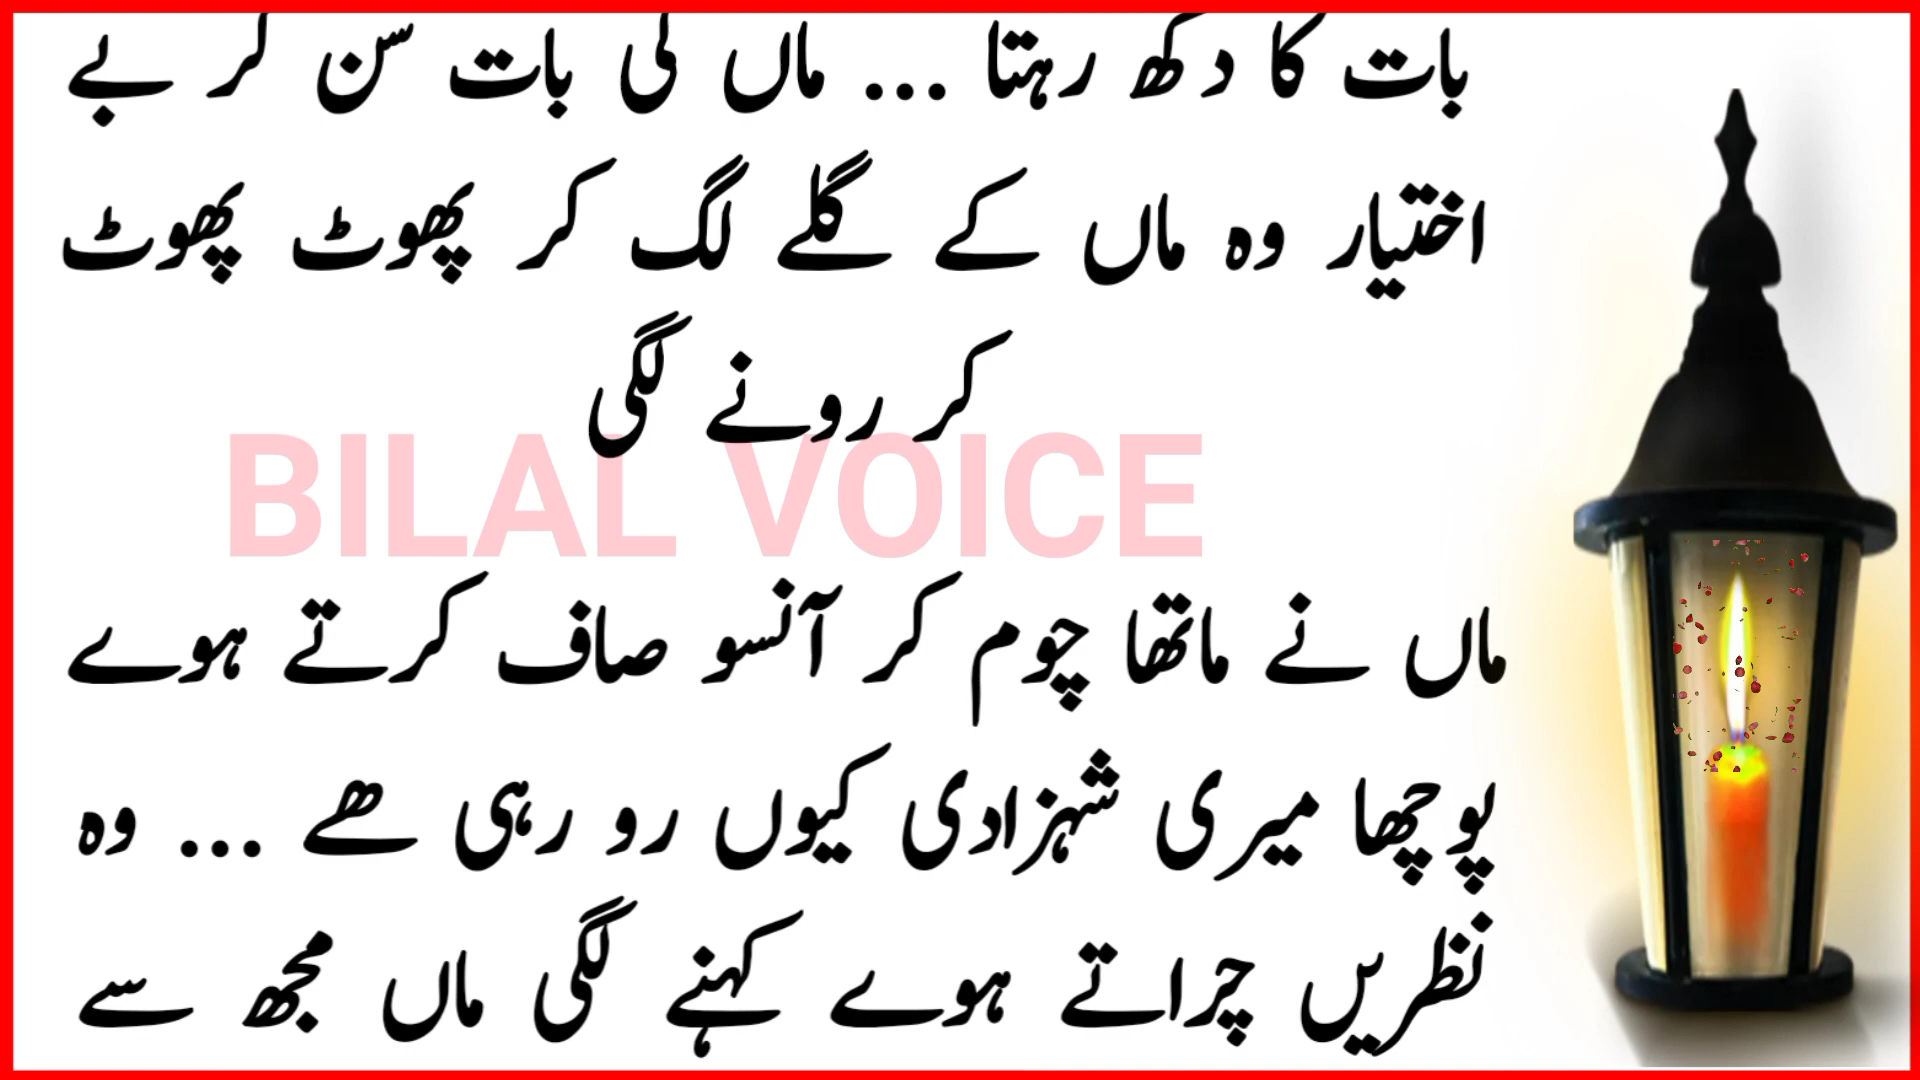 بات کا دکھ رہتا ... ماں کی بات سن کر بے
اختیار وہ ماں کے گلے لگ کر پھوٹ پھوٹ
کر رونے لگی
BILAL VOICE
ماں نے ماتھا چوم کر آنسو صاف کرتے ہوے
پوچھا میری شہزادی کیوں رو رہی ھے ... وہ
نظریں چراتے ہوے کہنے لگی ماں مجھ سے